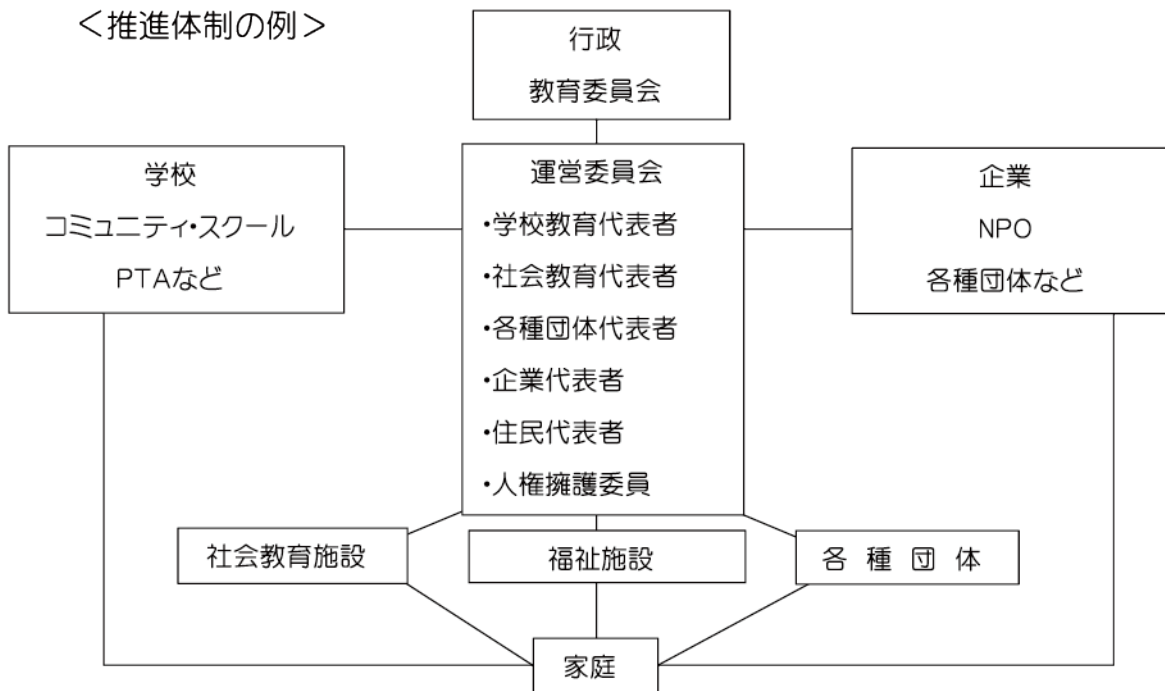 ＜推進体制の例＞
行政
教育委員会
学校
コミュニティ・スクール
PTAなど
運営委員会
・学校教育代表者
・社会教育代表者
・各種団体代表者
・企業代表者
・住民代表者
・人権擁護委員
企業
NPO
各種団体など
社会教育施設
福祉施設
各種団体
家庭